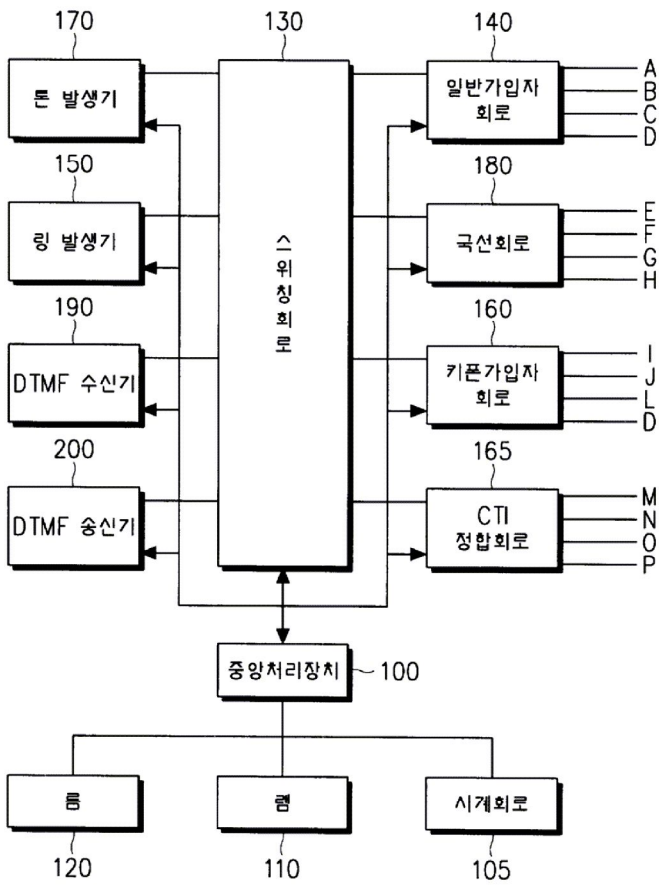 170
130
140
톤 발생기
일반가입자
회로
A
B
C
D
150
180
링 발생기
스위칭회로
국선회로
E
F
G
H
190
160
DTMF 수신기
키폰가입자
회로
I
J
L
D
200
165
DTMF 송신기
CTI
정합회로
M
N
O
P
중앙처리장치
100
롬
램
시계회로
120
110
105